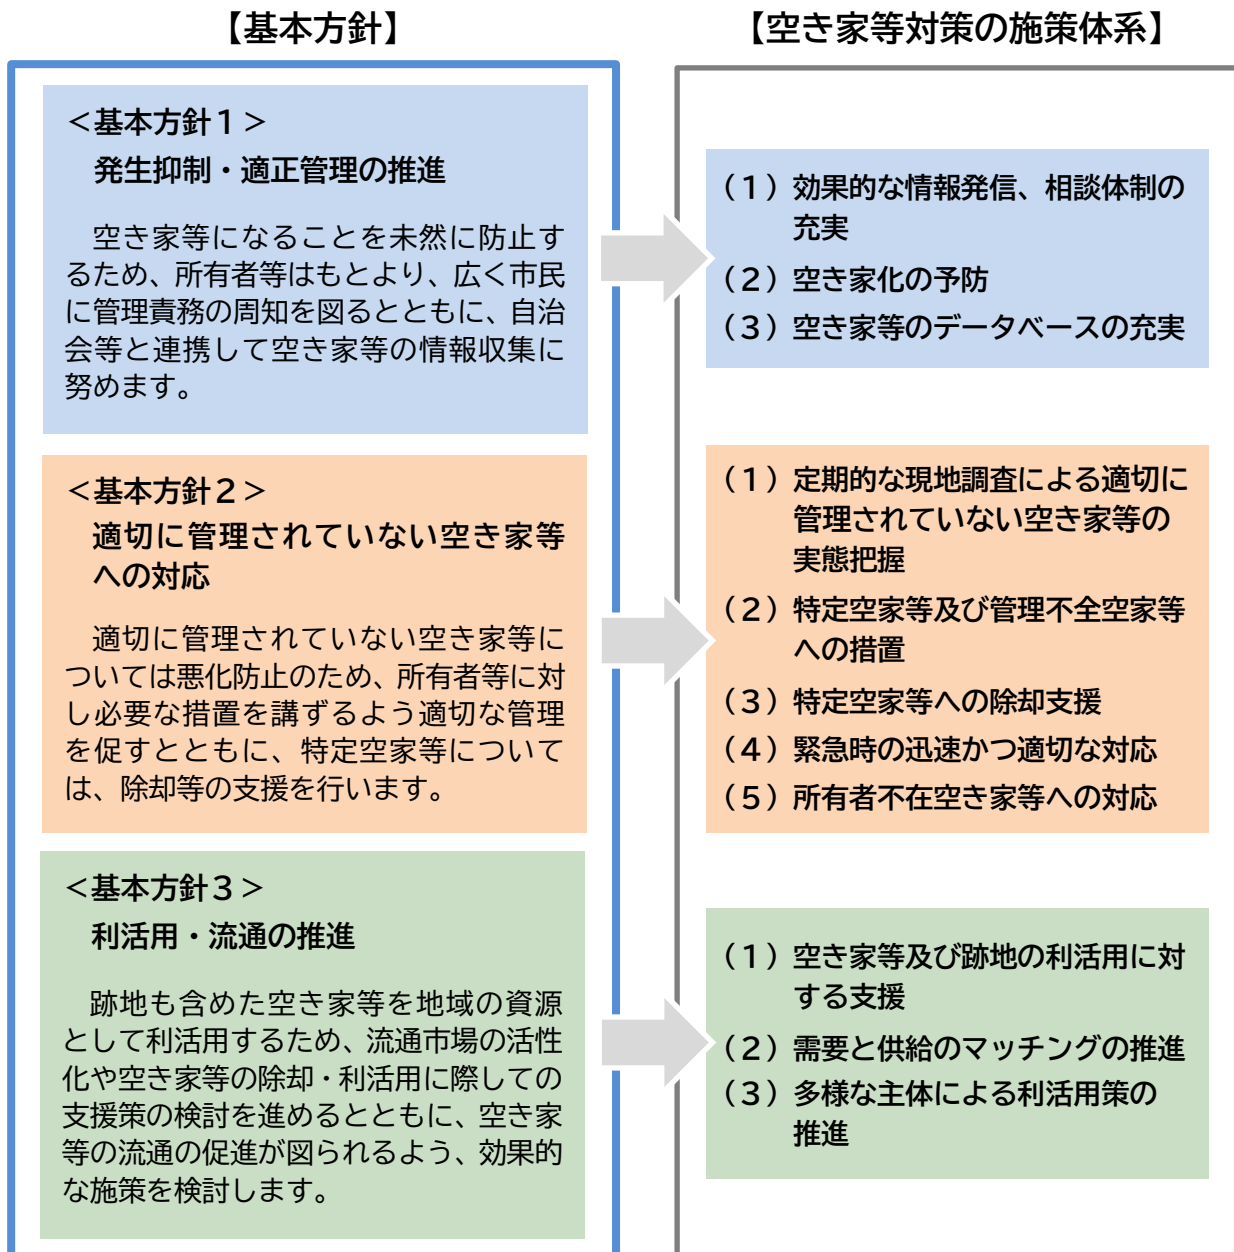 【基本方針】
<基本方針1>
発生抑制・適正管理の推進
空き家等になることを未然に防止す
るため、所有者等はもとより、広く市民
に管理責務の周知を図るとともに、自治
会等と連携して空き家等の情報収集に
努めます。
<基本方針2>
適切に管理されていない空き家等
への対応
適切に管理されていない空き家等に
ついては悪化防止のため、所有者等に対
し必要な措置を講ずるよう適切な管理
を促すとともに、特定空家等について
は、除却等の支援を行います。
<基本方針3>
利活用・流通の推進
跡地も含めた空き家等を地域の資源
として利活用するため、流通市場の活性
化や空き家等の除却・利活用に際しての
支援策の検討を進めるとともに、空き家
等の流通の促進が図られるよう、効果的
な施策を検討します。
【空き家等対策の施策体系】
(1)効果的な情報発信、相談体制の
充実
(2)空き家化の予防
(3)空き家等のデータベースの充実
(1)定期的な現地調査による適切に
管理されていない空き家等の
実態把握
(2)特定空家等及び管理不全空家等
への措置
(3)特定空家等への除却支援
(4)緊急時の迅速かつ適切な対応
(5)所有者不在空き家等への対応
(1)空き家等及び跡地の利活用に対
する支援
(2)需要と供給のマッチングの推進
(3)多様な主体による利活用策の
推進